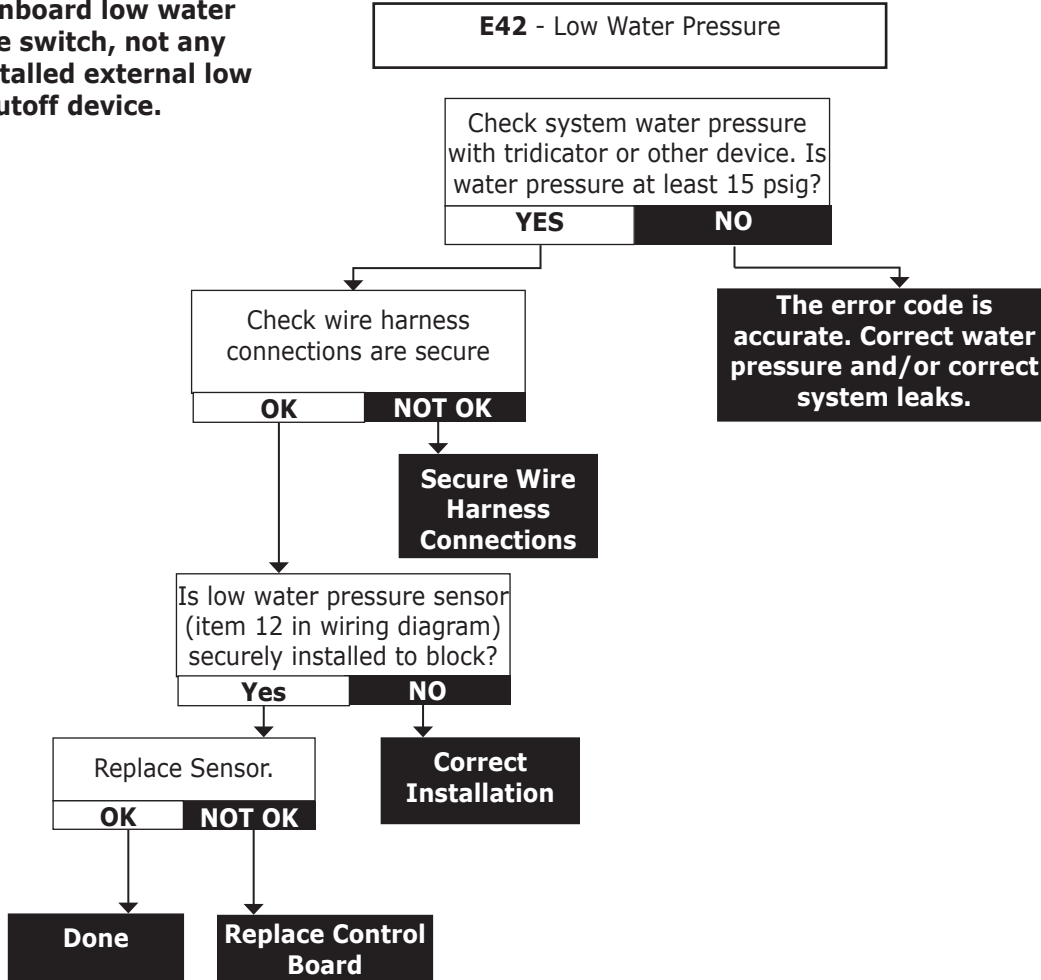 nboard low water
e switch, not any
talled external low
utoff device.
E42 - Low Water Pressure
Check system water pressure
with tridicator or other device. Is
water pressure at least 15 psig?
YES
NO
Check wire harness
connections are secure
The error code is
accurate. Correct water
pressure and/or correct
system leaks.
OK
NOT OK
Secure Wire
Harness
Connections
Is low water pressure sensor
(item 12 in wiring diagram)
securely installed to block?
Yes
NO
Replace Sensor.
Correct
Installation
OK
NOT OK
Done
Replace Control
Board